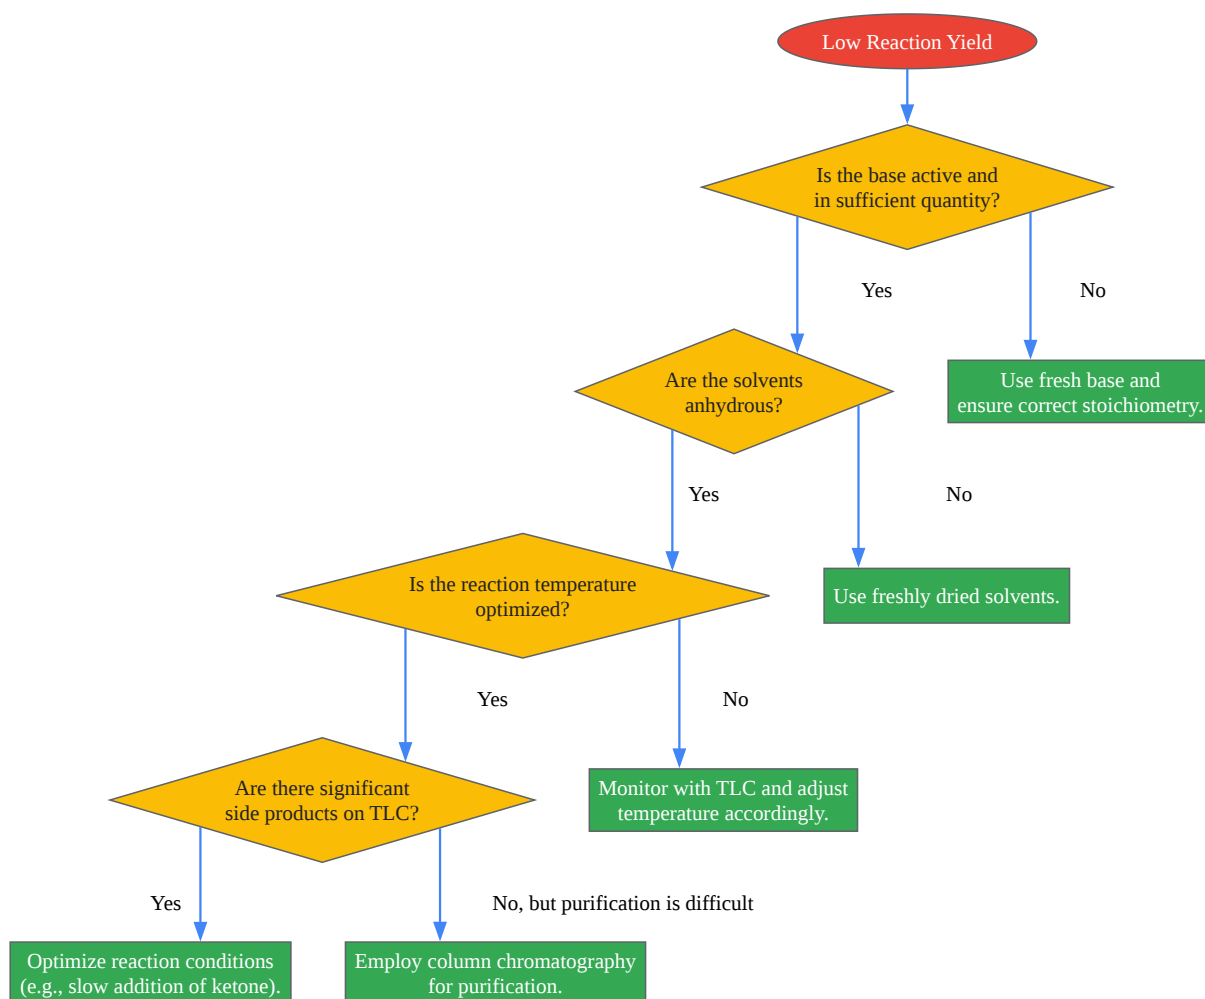 Low Reaction Yield
Is the base active and
in sufficient quantity?
Yes
No
Are the solvents
anhydrous?
Use fresh base and
ensure correct stoichiometry.
Yes
No
Is the reaction temperature
optimized?
Use freshly dried solvents.
Yes
No
Are there significant
side products on TLC?
Monitor with TLC and adjust
temperature accordingly.
Yes
No, but purification is difficult
Optimize reaction conditions
(e.g., slow addition of ketone).
Employ column chromatography
for purification.